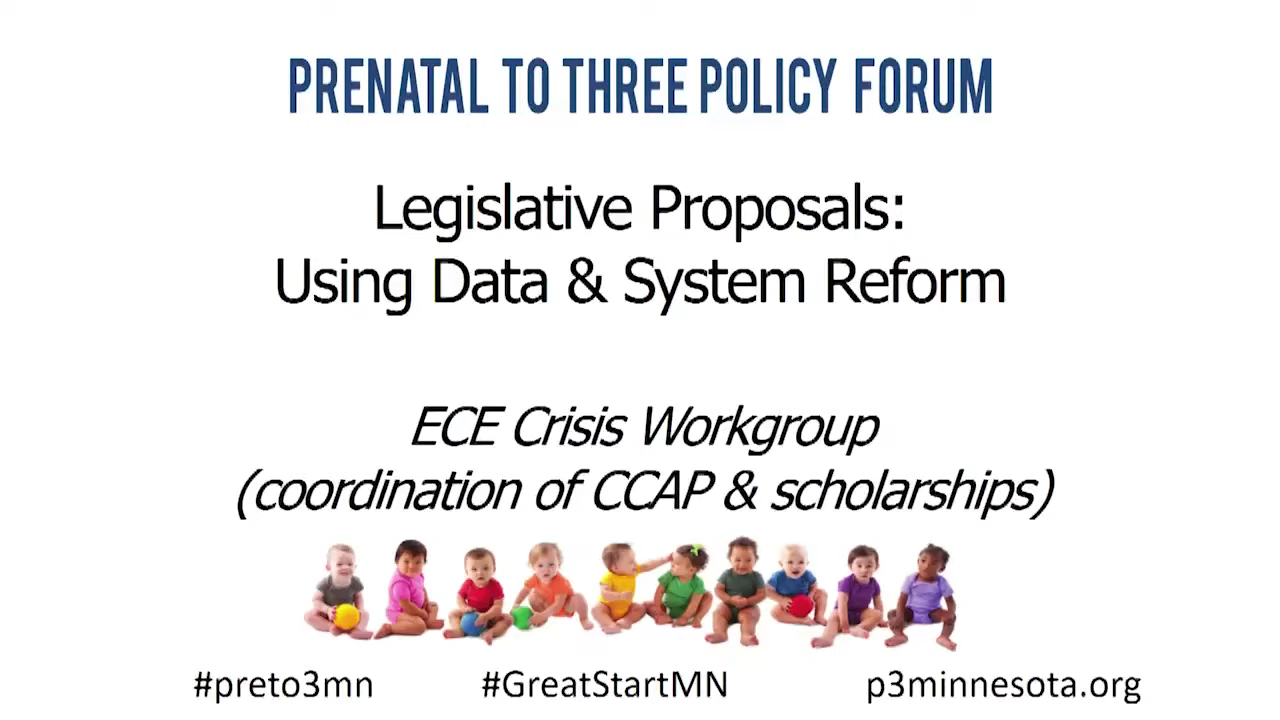 PRENATAL TO THREE POLICY FORUM
Legislative Proposals:
Using Data & System Reform
ECE Crisis Workgroup
(coordination of CCAP & scholarships)
#preto3mn #GreatStartMN p3minnesota.org